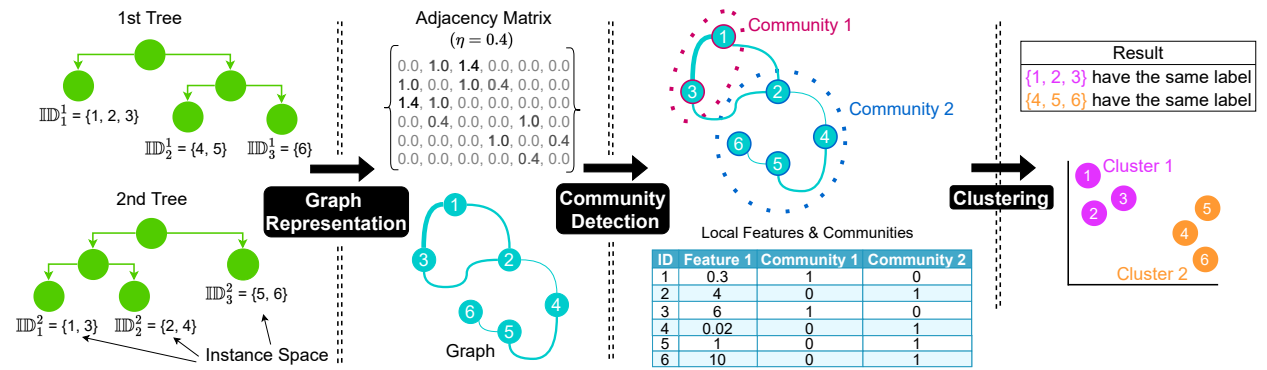 1st Tree
𝕀𝔻₁¹ = {1, 2, 3}
𝕀𝔻₂¹ = {4, 5}
𝕀𝔻₃¹ = {6}
2nd Tree
𝕀𝔻₃² = {5, 6}
𝕀𝔻₁² = {1, 3}
𝕀𝔻₂² = {2, 4}
Instance Space
Graph
Representation
Adjacency Matrix
(η = 0.4)
0.0, 1.0, 1.4, 0.0, 0.0, 0.0
1.0, 0.0, 1.0, 0.4, 0.0, 0.0
1.4, 1.0, 0.0, 0.0, 0.0, 0.0
0.0, 0.4, 0.0, 0.0, 1.0, 0.0
0.0, 0.0, 0.0, 1.0, 0.0, 0.4
0.0, 0.0, 0.0, 0.0, 0.4, 0.0
1
3
2
6
4
5
Graph
Community
Detection
Community 1
1
3
2
Community 2
4
6
5
Local Features & Communities
ID Feature 1 Community 1 Community 2
1 0.3 1 0
2 4 0 1
3 6 1 0
4 0.02 0 1
5 1 0 1
6 10 0 1
Clustering
Result
{1, 2, 3} have the same label
{4, 5, 6} have the same label
Cluster 1
1
3
2
5
4
6
Cluster 2